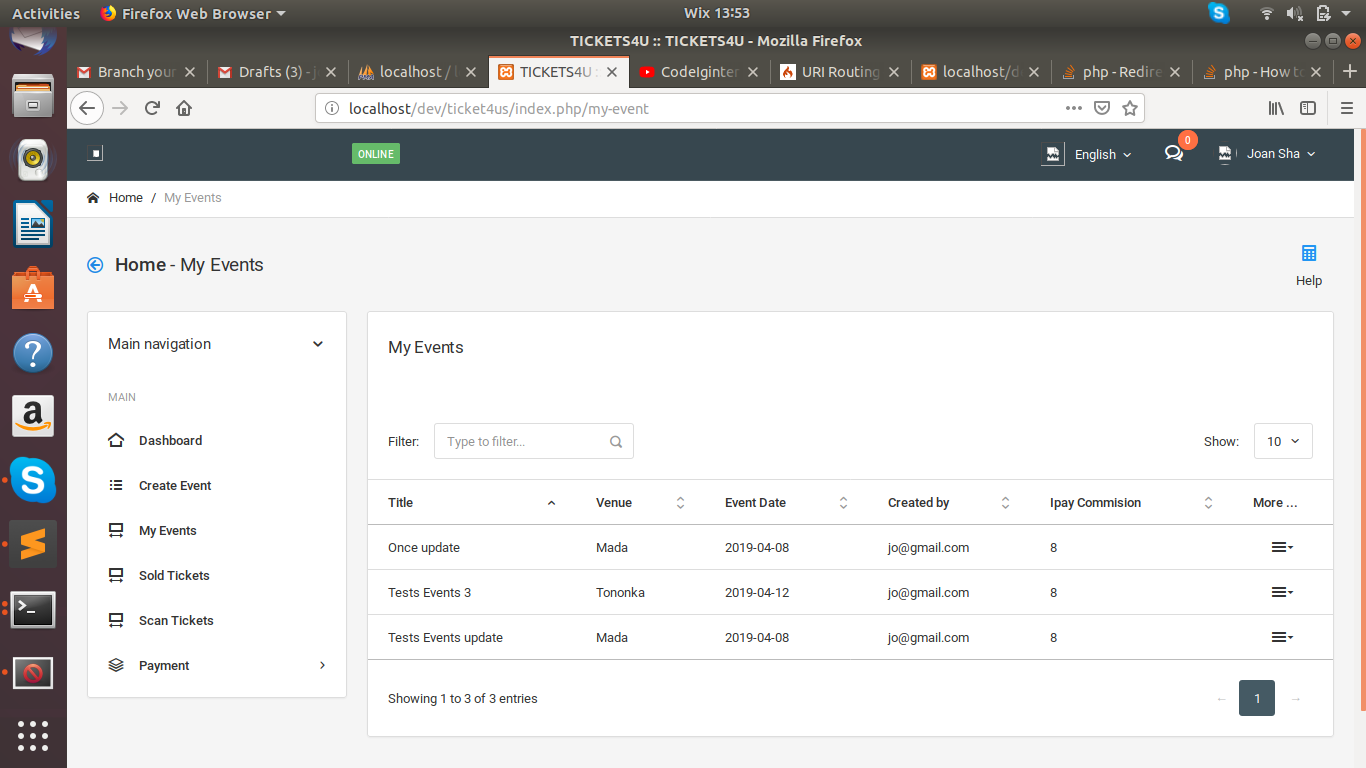 Activities Firefox Web Browser Wix 13:53
TICKETS4U :: TICKETS4U - Mozilla Firefox
Branch your Drafts (3) - j localhost / l TICKETS4U : CodeIginter URI Routing localhost/d php - Redire php - How to
localhost/dev/ticket4us/index.php/my-event
ONLINE English 0 Joan Sha
Home / My Events
Home - My Events
Help
Main navigation
MAIN
Dashboard
Create Event
My Events
Sold Tickets
Scan Tickets
Payment
My Events
Filter: Type to filter... Show: 10
Title Venue Event Date Created by Ipay Commision More ...
Once update Mada 2019-04-08 jo@gmail.com 8
Tests Events 3 Tononka 2019-04-12 jo@gmail.com 8
Tests Events update Mada 2019-04-08 jo@gmail.com 8
Showing 1 to 3 of 3 entries ← 1 →